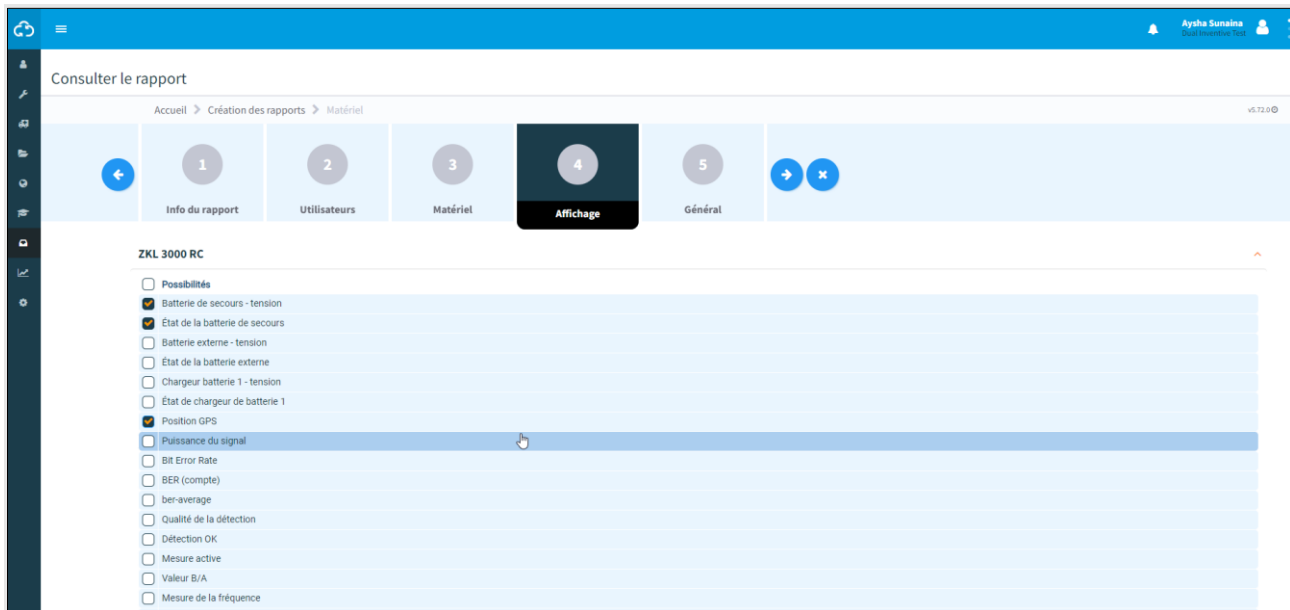 Aysha Sunaina
Dual Inventive Test
Consulter le rapport
Accueil > Création des rapports > Matériel
v5.72.0
1
2
3
4
5
Info du rapport
Utilisateurs
Matériel
Affichage
Général
ZKL 3000 RC
Possibilités
Batterie de secours - tension
État de la batterie de secours
Batterie externe - tension
État de la batterie externe
Chargeur batterie 1 - tension
État de chargeur de batterie 1
Position GPS
Puissance du signal
Bit Error Rate
BER (compte)
ber-average
Qualité de la détection
Détection OK
Mesure active
Valeur B/A
Mesure de la fréquence